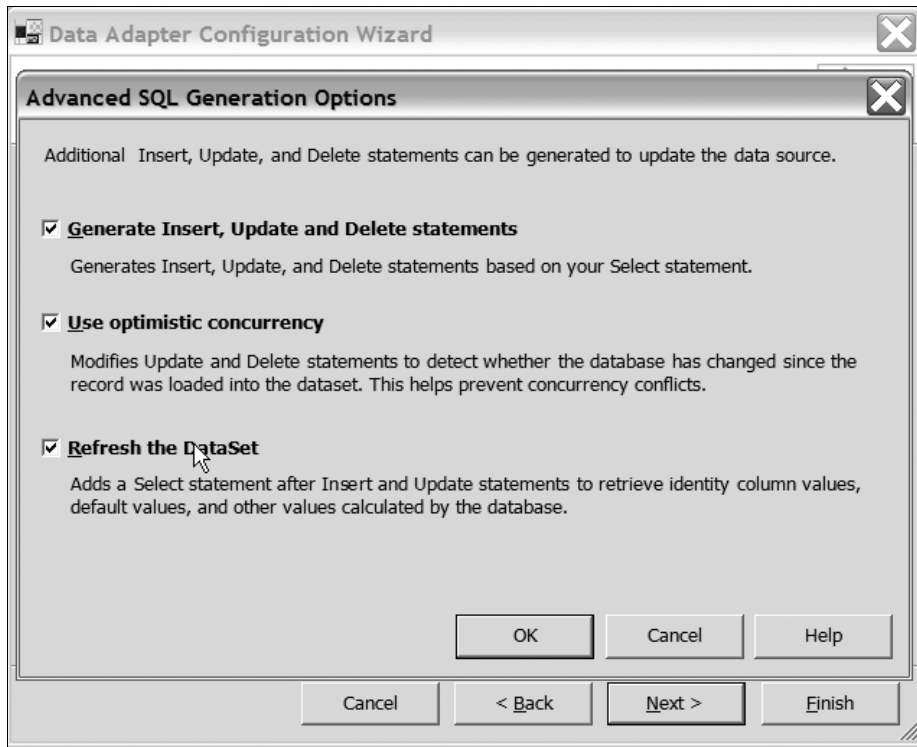 Data Adapter Configuration Wizard
Advanced SQL Generation Options
Additional Insert, Update, and Delete statements can be generated to update the data source.
Generate Insert, Update and Delete statements
Generates Insert, Update, and Delete statements based on your Select statement.
Use optimistic concurrency
Modifies Update and Delete statements to detect whether the database has changed since the
record was loaded into the dataset. This helps prevent concurrency conflicts.
Refresh the DataSet
Adds a Select statement after Insert and Update statements to retrieve identity column values,
default values, and other values calculated by the database.
OK Cancel Help
Cancel < Back Next > Finish